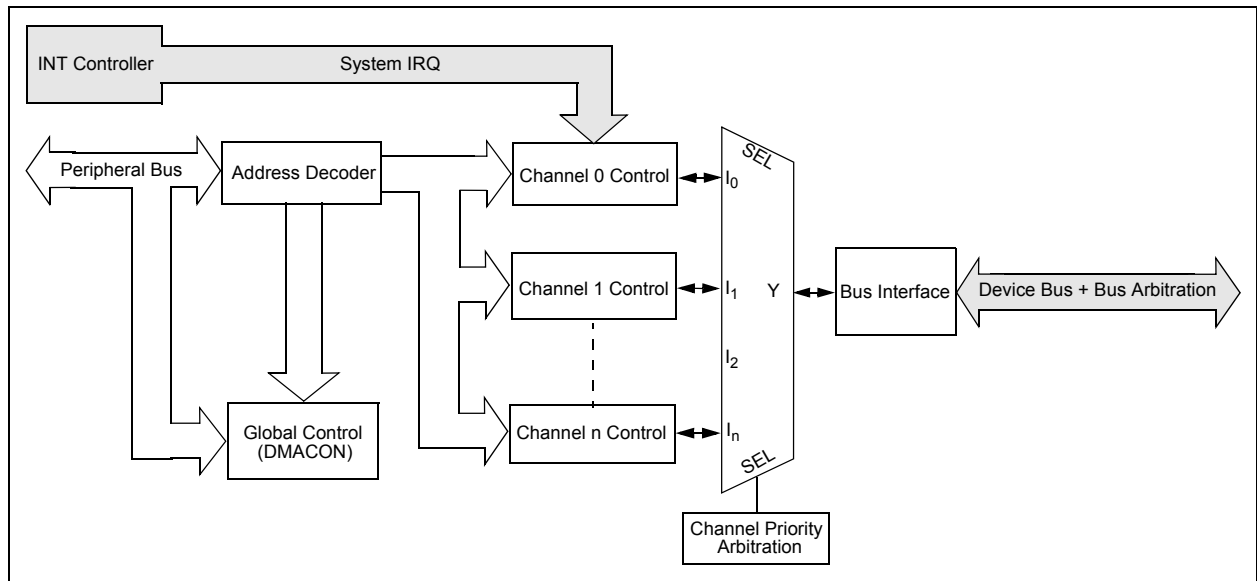 INT Controller
System IRQ
Peripheral Bus
Address Decoder
Channel 0 Control
I0
SEL
Channel 1 Control
I1
Y
Bus Interface
Device Bus + Bus Arbitration
I2
Global Control
(DMACON)
Channel n Control
In
SEL
Channel Priority
Arbitration